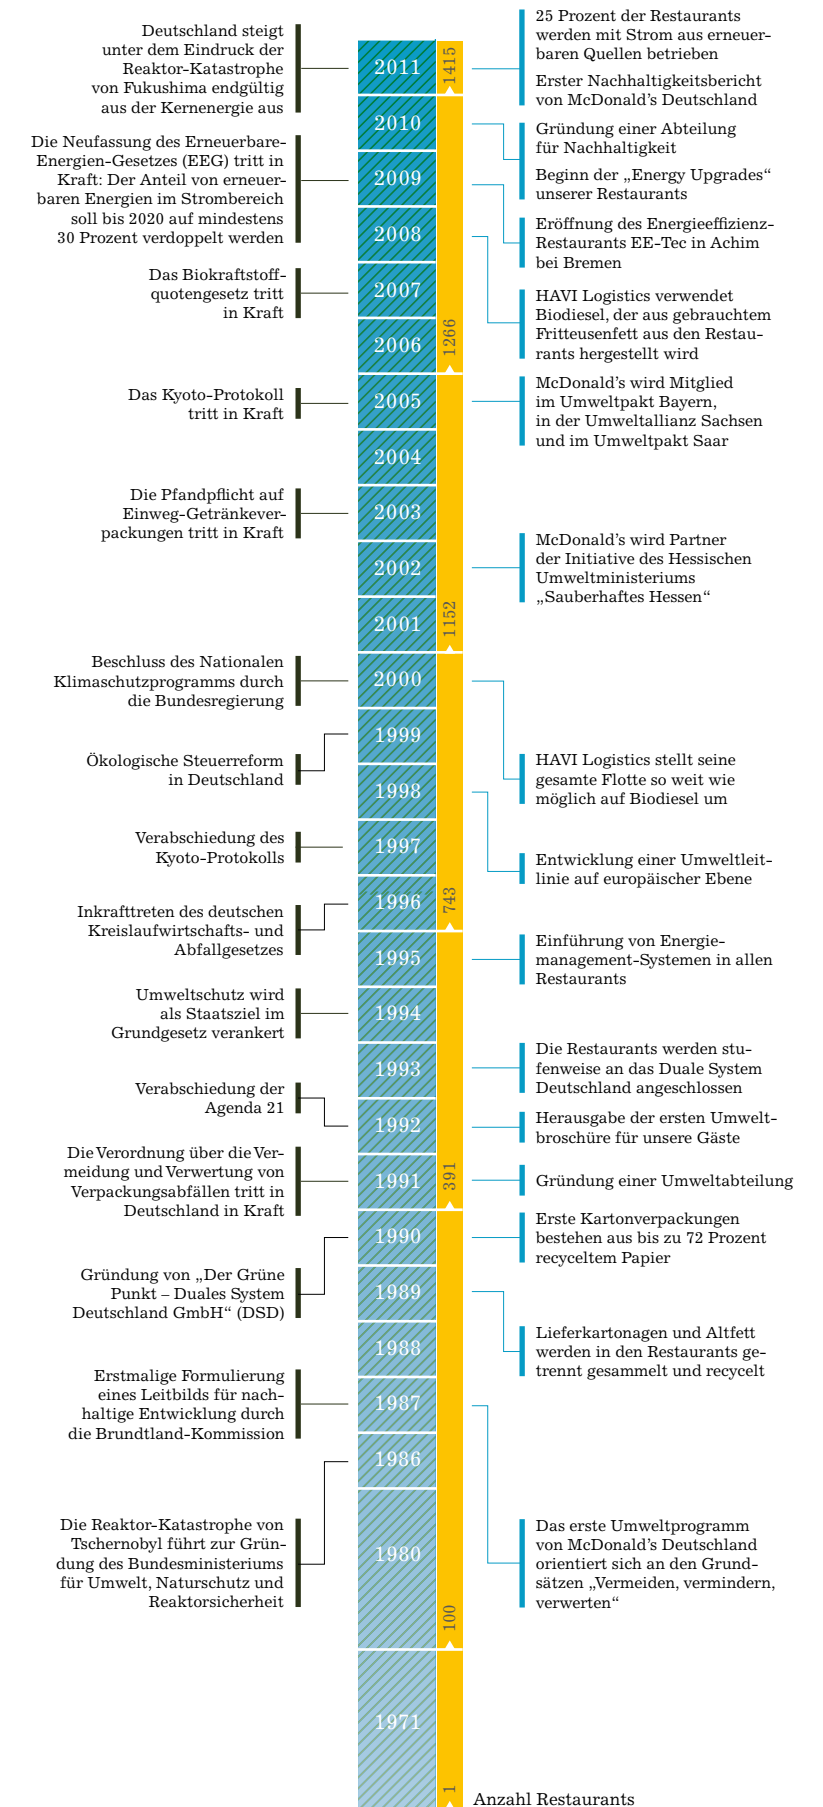 Deutschland steigt
unter dem Eindruck der
Reaktor-Katastrophe
von Fukushima endgültig
aus der Kernenergie aus
2011
1415
25 Prozent der Restaurants
werden mit Strom aus erneuer-
baren Quellen betrieben
Erster Nachhaltigkeitsbericht
von McDonald’s Deutschland
2010
Gründung einer Abteilung
für Nachhaltigkeit
Beginn der „Energy Upgrades“
unserer Restaurants
Die Neufassung des Erneuerbare-
Energien-Gesetzes (EEG) tritt in
Kraft: Der Anteil von erneuer-
baren Energien im Strombereich
soll bis 2020 auf mindestens
30 Prozent verdoppelt werden
2009
Eröffnung des Energieeffizienz-
Restaurants EE-Tec in Achim
bei Bremen
2008
HAVI Logistics verwendet
Biodiesel, der aus gebrauchtem
Fritteusenfett aus den Restau-
rants hergestellt wird
Das Biokraftstoff-
quotengesetz tritt
in Kraft
2007
2006
1266
Das Kyoto-Protokoll
tritt in Kraft
2005
McDonald’s wird Mitglied
im Umweltpakt Bayern,
in der Umweltallianz Sachsen
und im Umweltpakt Saar
2004
Die Pfandpflicht auf
Einweg-Getränkever-
packungen tritt in Kraft
2003
2002
McDonald’s wird Partner
der Initiative des Hessischen
Umweltministeriums
„Sauberhaftes Hessen“
2001
1152
Beschluss des Nationalen
Klimaschutzprogramms durch
die Bundesregierung
2000
HAVI Logistics stellt seine
gesamte Flotte so weit wie
möglich auf Biodiesel um
Ökologische Steuerreform
in Deutschland
1999
1998
Entwicklung einer Umweltleit-
linie auf europäischer Ebene
Verabschiedung des
Kyoto-Protokolls
1997
Inkrafttreten des deutschen
Kreislaufwirtschafts- und
Abfallgesetzes
1996
743
1995
Einführung von Energie-
management-Systemen in allen
Restaurants
Umweltschutz wird
als Staatsziel im
Grundgesetz verankert
1994
1993
Die Restaurants werden stu-
fenweise an das Duale System
Deutschland angeschlossen
Verabschiedung der
Agenda 21
1992
Herausgabe der ersten Umwelt-
broschüre für unsere Gäste
Die Verordnung über die Ver-
meidung und Verwertung von
Verpackungsabfällen tritt in
Deutschland in Kraft
1991
391
Gründung einer Umweltabteilung
1990
Erste Kartonverpackungen
bestehen aus bis zu 72 Prozent
recyceltem Papier
Gründung von „Der Grüne
Punkt – Duales System
Deutschland GmbH“ (DSD)
1989
Lieferkartonagen und Altfett
werden in den Restaurants ge-
trennt gesammelt und recycelt
1988
Erstmalige Formulierung
eines Leitbilds für nach-
haltige Entwicklung durch
die Brundtland-Kommission
1987
1986
Die Reaktor-Katastrophe von
Tschernobyl führt zur Grün-
dung des Bundesministeriums
für Umwelt, Naturschutz und
Reaktorsicherheit
1980
100
Das erste Umweltprogramm
von McDonald’s Deutschland
orientiert sich an den Grund-
sätzen „Vermeiden, vermindern,
verwerten“
1971
1
Anzahl Restaurants